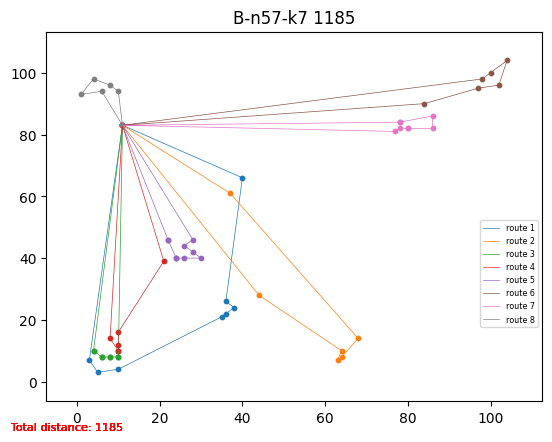 B-n57-k7 1185
100
80
60
40
20
0
route 1
route 2
route 3
route 4
route 5
route 6
route 7
route 8
0 20 40 60 80 100
Total distance: 1185